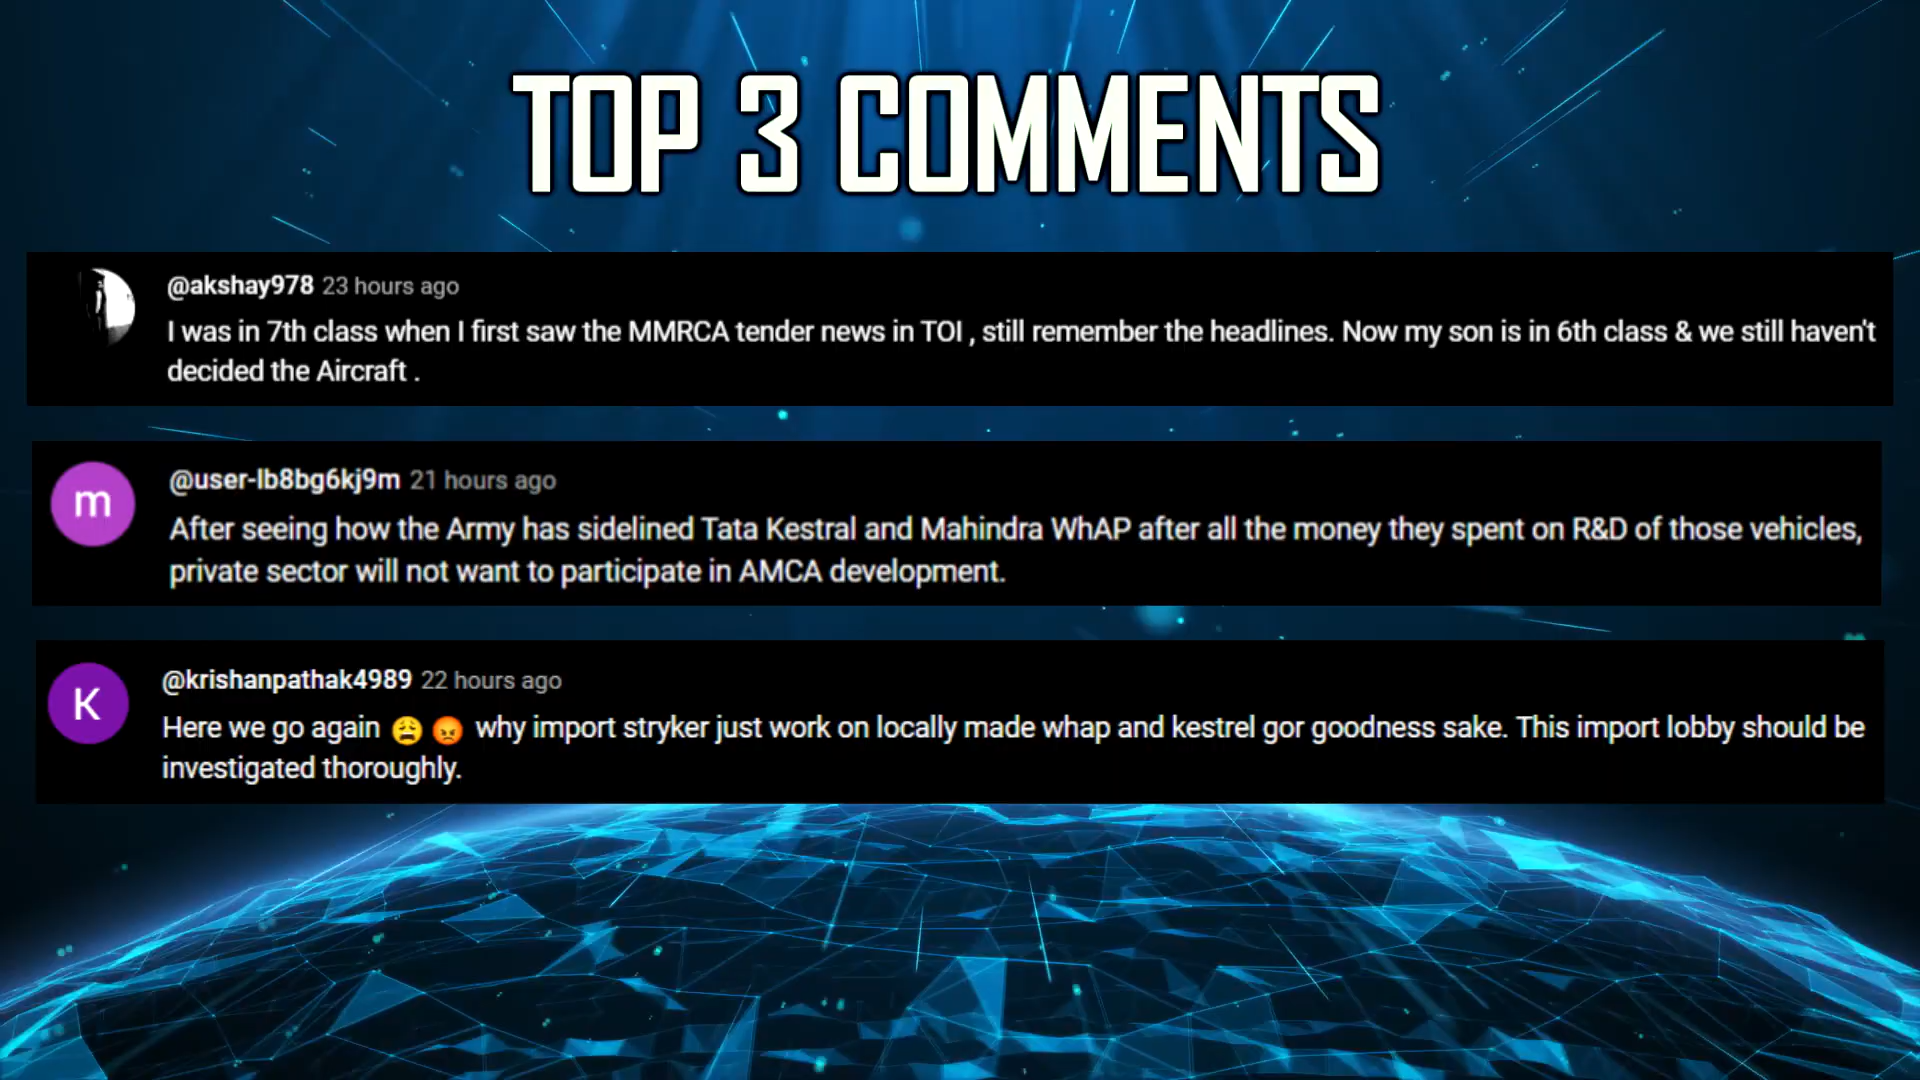 TOP 3 COMMENTS
@akshay978 23 hours ago
I was in 7th class when I first saw the MMRCA tender news in TOI , still remember the headlines. Now my son is in 6th class & we still haven't
decided the Aircraft .
m
@user-lb8bg6kj9m 21 hours ago
After seeing how the Army has sidelined Tata Kestral and Mahindra WhAP after all the money they spent on R&D of those vehicles,
private sector will not want to participate in AMCA development.
K
@krishanpathak4989 22 hours ago
Here we go again 😩 😡 why import stryker just work on locally made whap and kestrel gor goodness sake. This import lobby should be
investigated thoroughly.